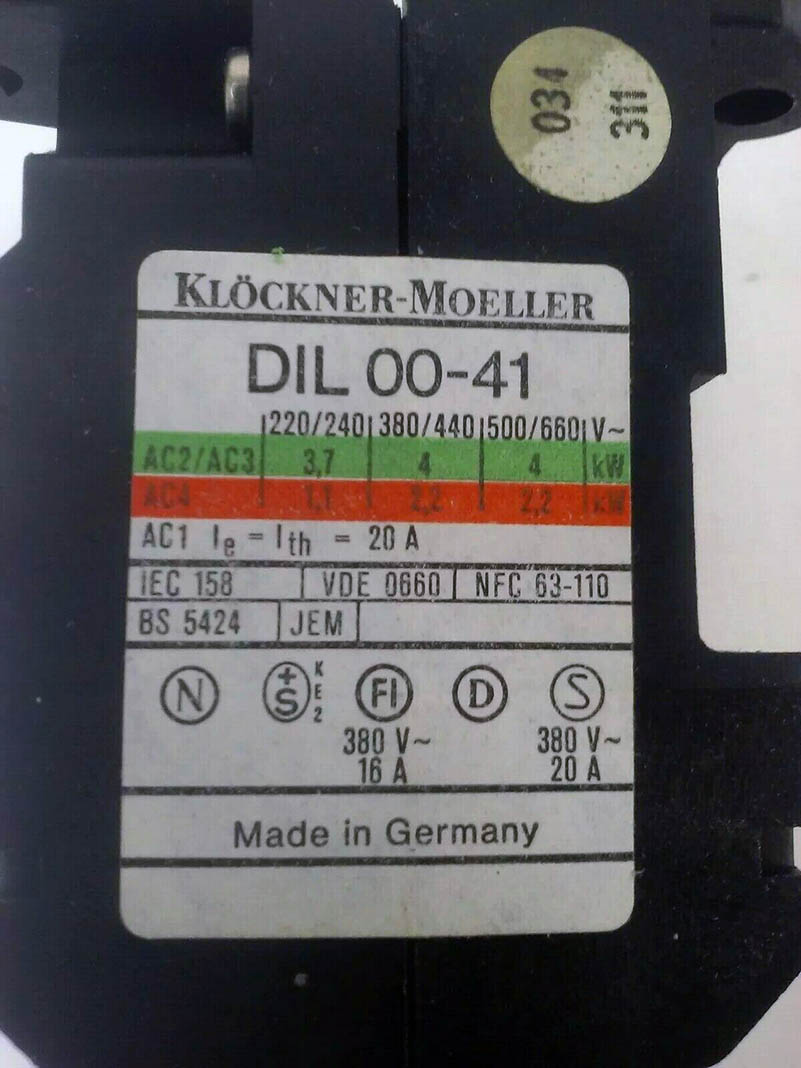 034
311
KLÖCKNER-MOELLER
DIL 00-41
220/240 380/440 500/660 V~
AC2/AC3 3,7 4 4 kW
AC4 1,1 2,2 2,2 kW
AC1 Ie = Ith = 20 A
IEC 158 VDE 0660 NFC 63-110
BS 5424 JEM
N +S KE2 FI D S
380 V~ 380 V~
16 A 20 A
Made in Germany